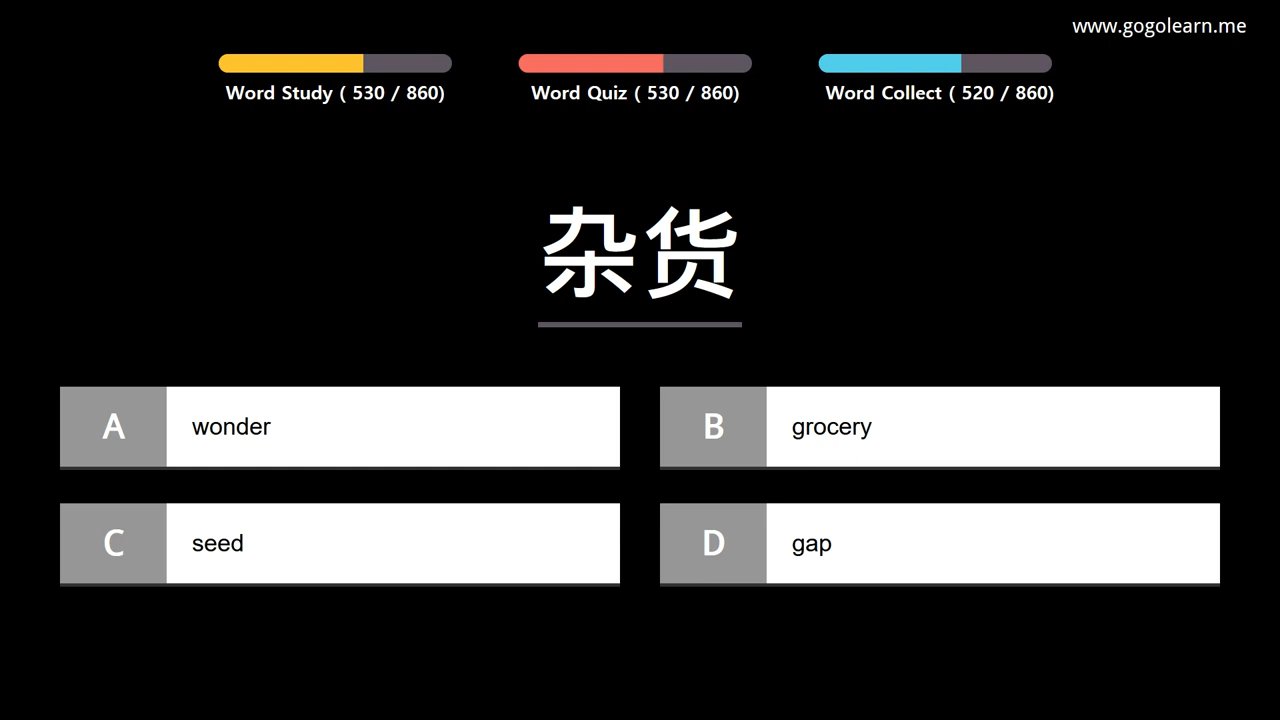 www.gogolearn.me
Word Study ( 530 / 860)
Word Quiz ( 530 / 860)
Word Collect ( 520 / 860)
杂货
A wonder
B grocery
C seed
D gap